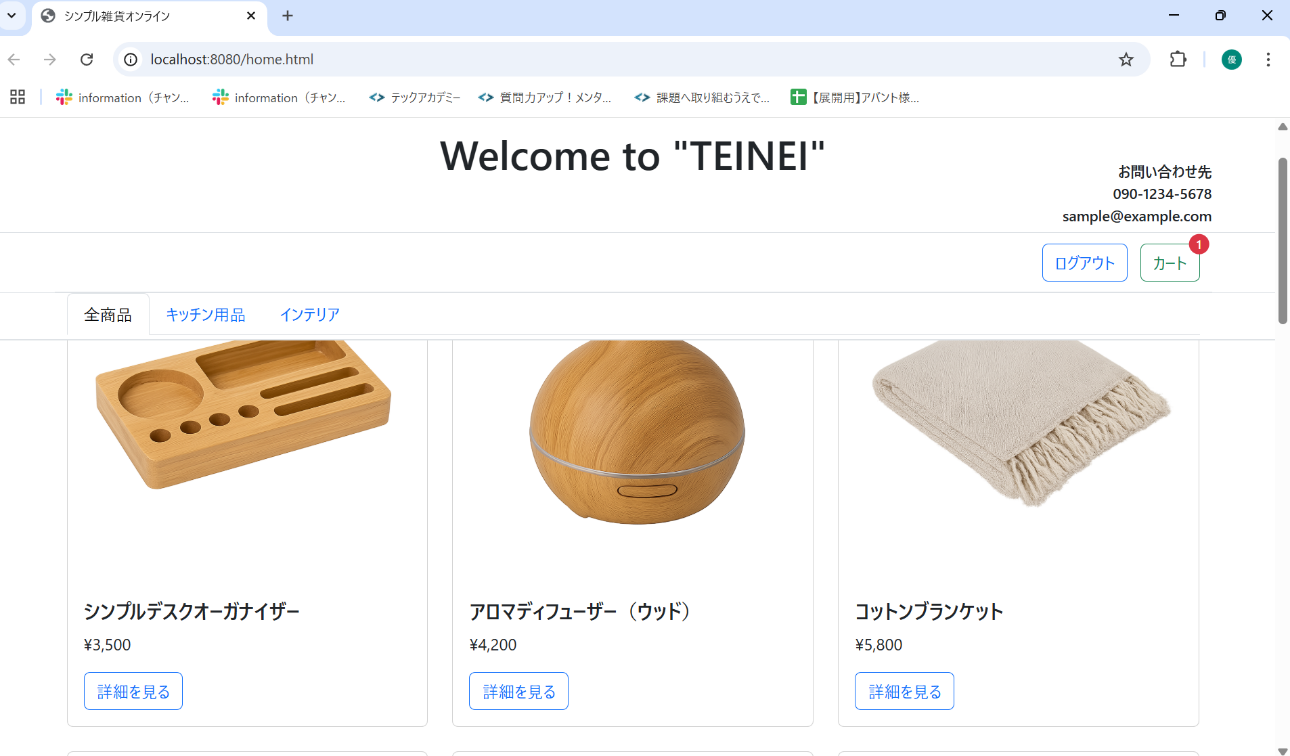 シンプル雑貨オンライン
localhost:8080/home.html
優
information（チャン...
information（チャン...
テックアカデミー
質問力アップ！メンタ...
課題へ取り組むうえで...
【展開用】アバント様...
Welcome to "TEINEI"
お問い合わせ先
090-1234-5678
sample@example.com
ログアウト
カート
1
全商品
キッチン用品
インテリア
シンプルデスクオーガナイザー
¥3,500
詳細を見る
アロマディフューザー（ウッド）
¥4,200
詳細を見る
コットンブランケット
¥5,800
詳細を見る